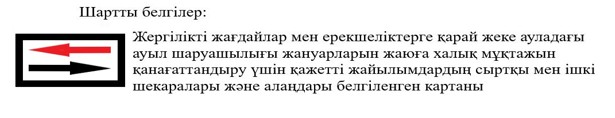 Шартты белгілер:
Жергілікті жағдайлар мен ерекшеліктерге қарай жеке ауладағы
ауыл шаруашылығы жануарларын жаюға халық мұқтажын
қанағаттандыру үшін қажетті жайылымдардың сыртқы мен ішкі
шекаралары және алаңдары белгіленген картаны